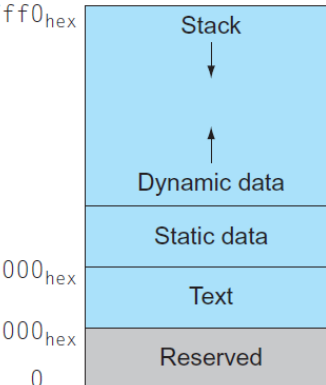 ff0hex
Stack
Dynamic data
Static data
000hex
Text
000hex
Reserved
0